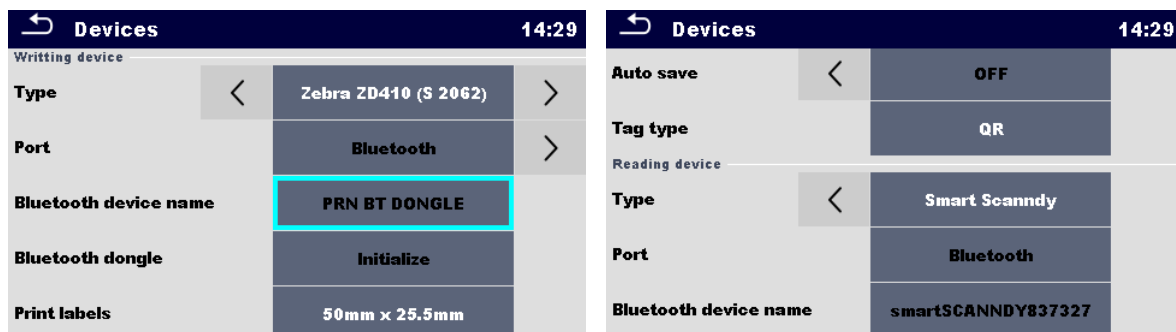 Devices 14:29
Writting device
Type Zebra ZD410 (S 2062)
Port Bluetooth
Bluetooth device name PRN BT DONGLE
Bluetooth dongle Initialize
Print labels 50mm x 25.5mm
Devices 14:29
Auto save OFF
Tag type QR
Reading device
Type Smart Scanndy
Port Bluetooth
Bluetooth device name smartSCANNDY837327